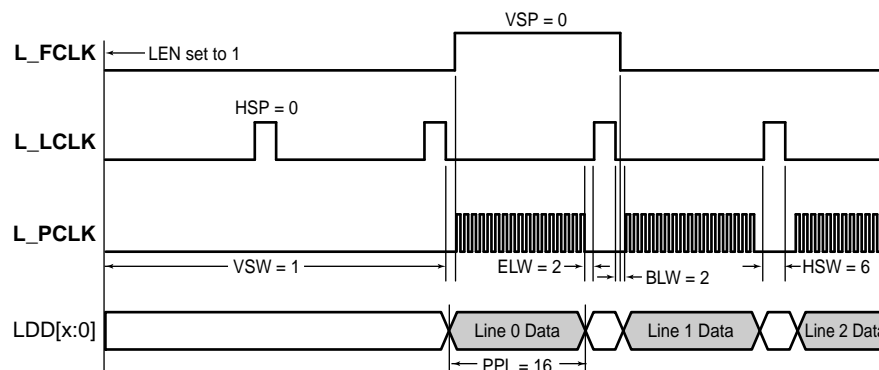 VSP = 0
L_FCLK
LEN set to 1
HSP = 0
L_LCLK
L_PCLK
VSW = 1
ELW = 2
BLW = 2
HSW = 6
LDD[x:0]
Line 0 Data
Line 1 Data
Line 2 Data
PPL = 16